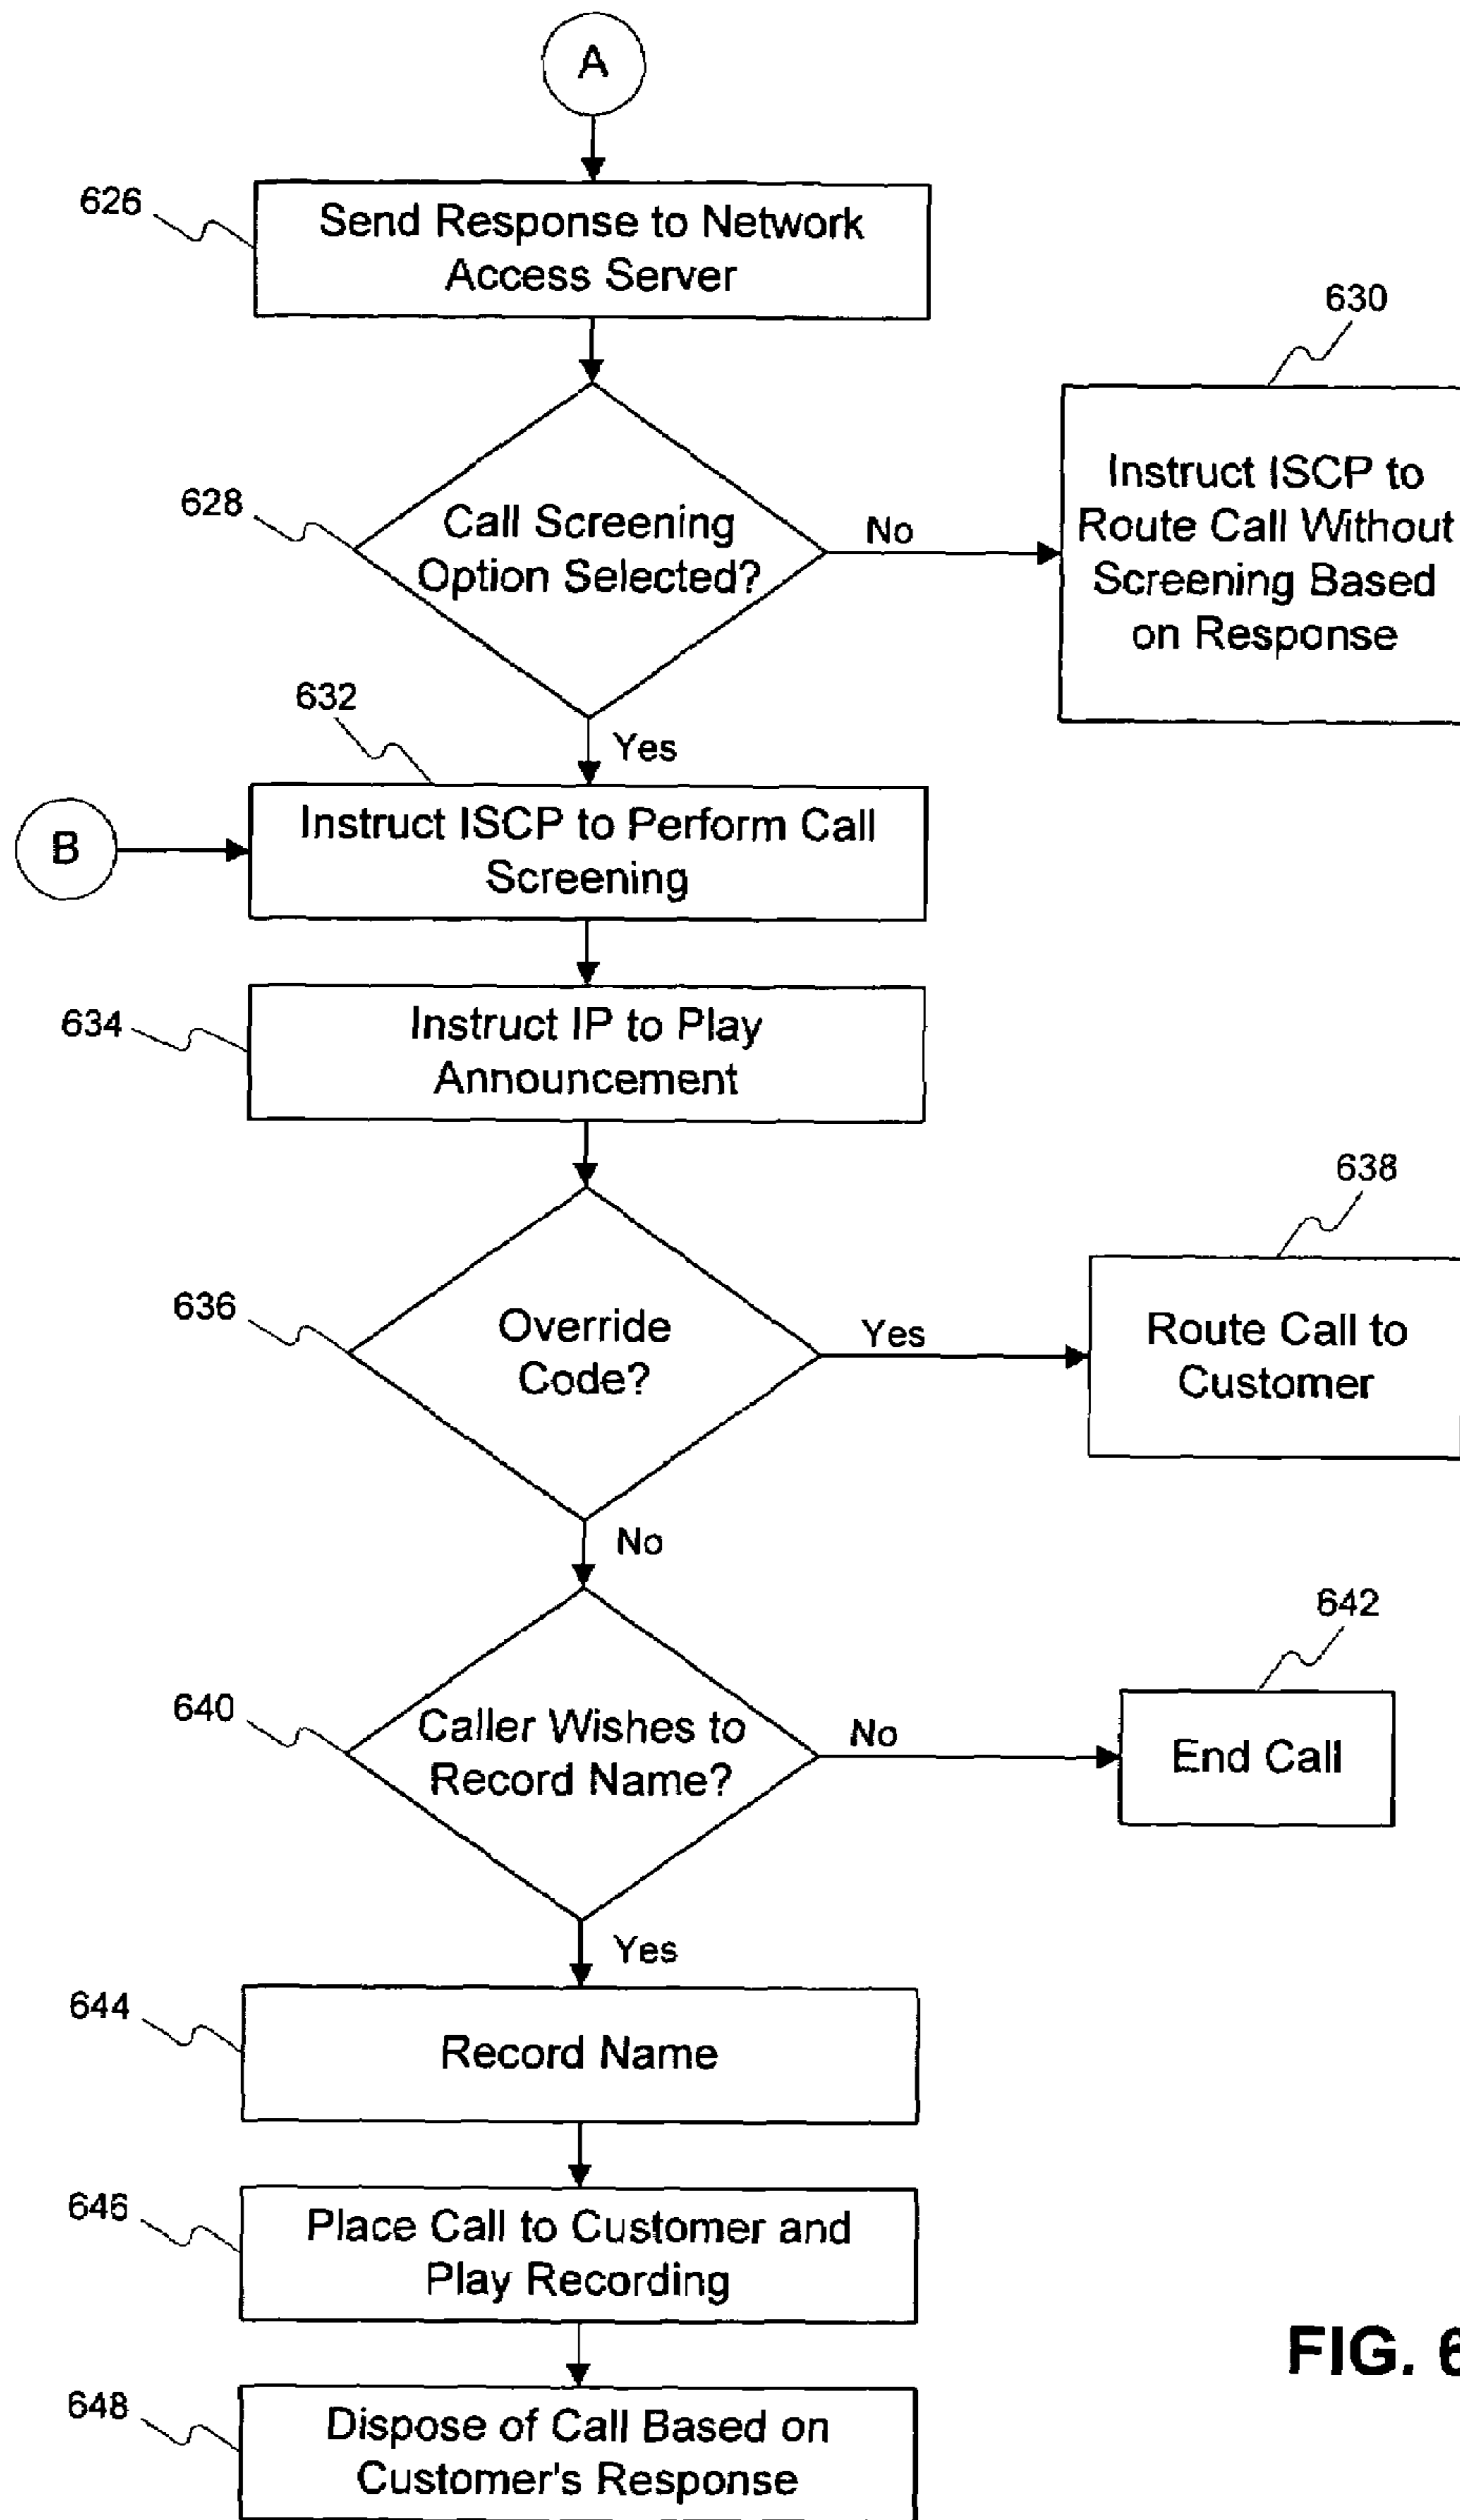 A
626
Send Response to Network
Access Server
630
Instruct ISCP to
Route Call Without
Screening Based
on Response
628
Call Screening
Option Selected?
No
632
Yes
B
Instruct ISCP to Perform Call
Screening
634
Instruct IP to Play
Announcement
638
636
Override
Code?
Yes
Route Call to
Customer
No
642
640
Caller Wishes to
Record Name?
No
End Call
Yes
644
Record Name
646
Place Call to Customer and
Play Recording
FIG. 6
648
Dispose of Call Based on
Customer's Response